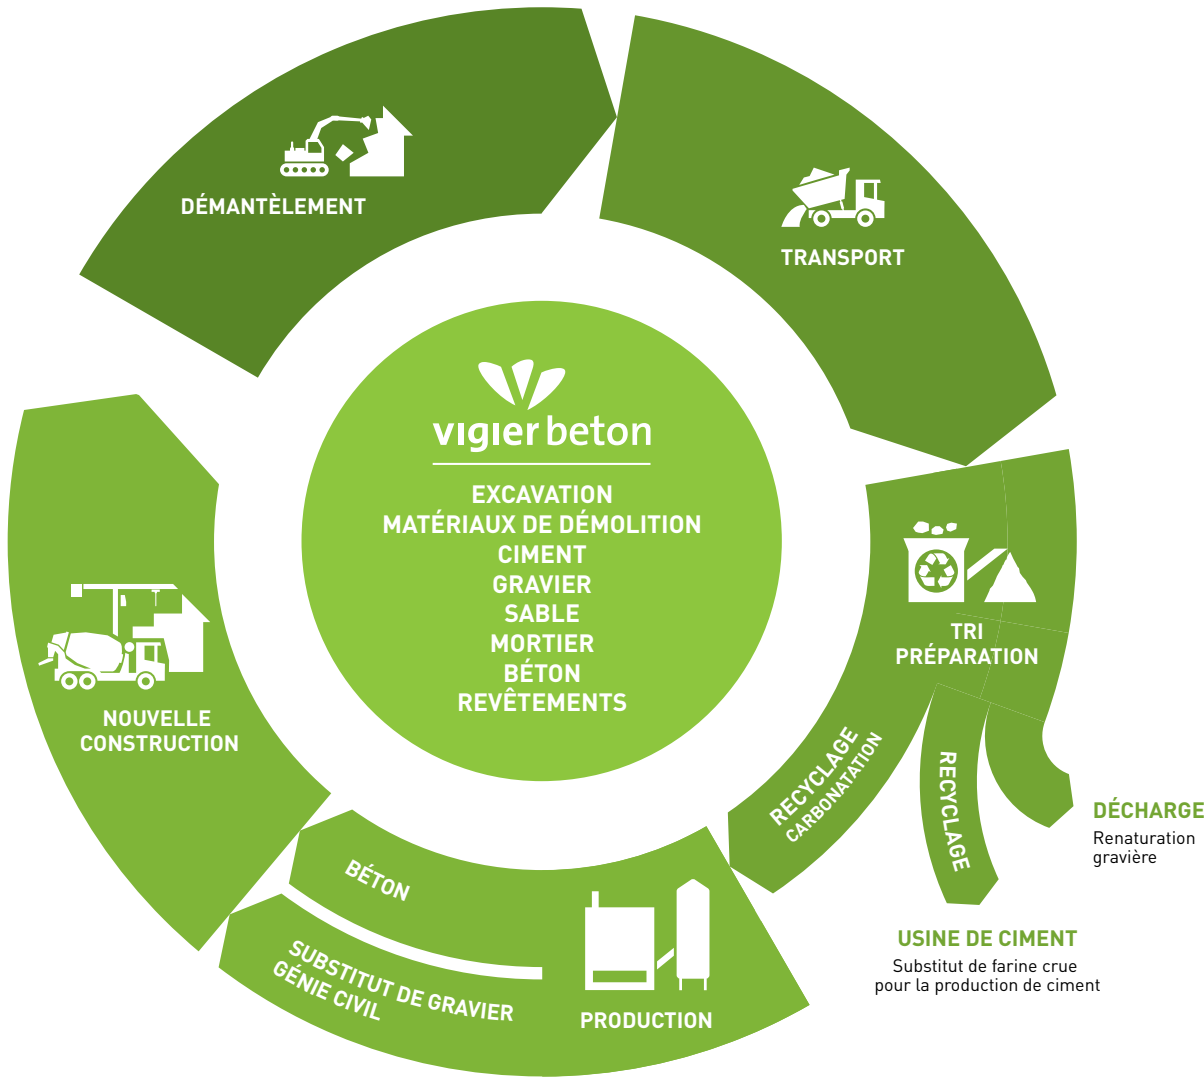 DÉMANTÈLEMENT
TRANSPORT
vigier beton
EXCAVATION
MATÉRIAUX DE DÉMOLITION
CIMENT
GRAVIER
SABLE
MORTIER
BÉTON
REVÊTEMENTS
TRI
PRÉPARATION
RECYCLAGE
CARBONATATION
RECYCLAGE
DÉCHARGE
Renaturation
gravière
USINE DE CIMENT
Substitut de farine crue
pour la production de ciment
PRODUCTION
BÉTON
SUBSTITUT DE GRAVIER
GÉNIE CIVIL
NOUVELLE
CONSTRUCTION